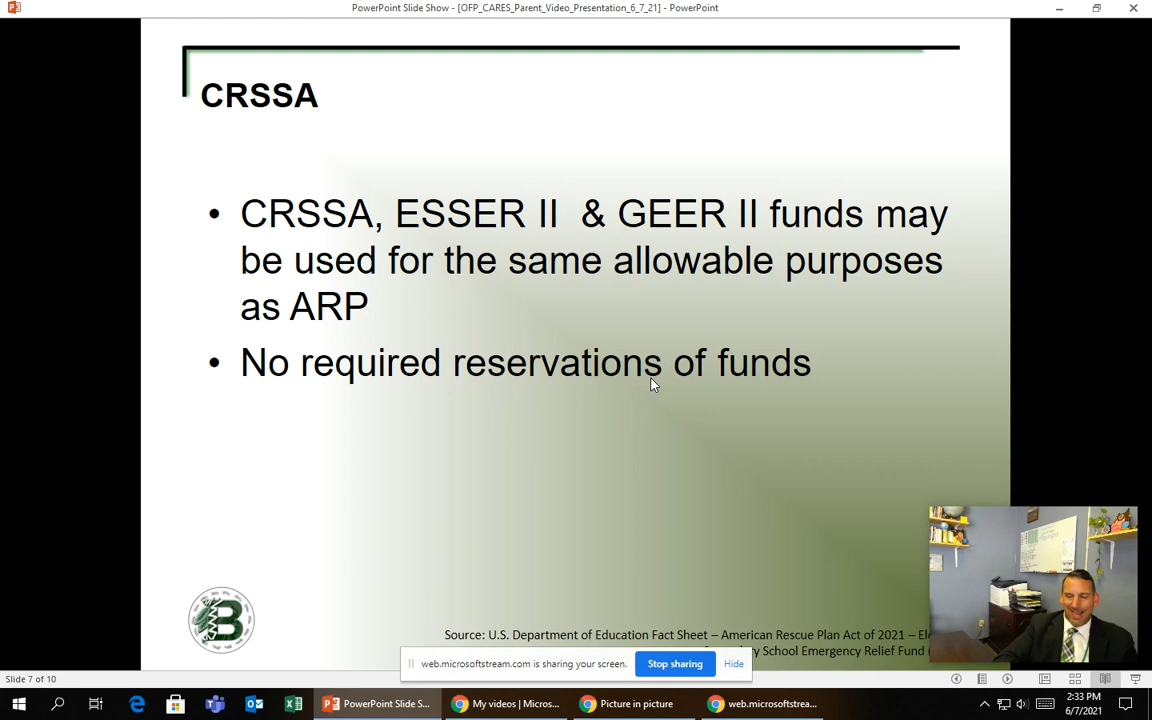 PowerPoint Slide Show - [OFP_CARES_Parent_Video_Presentation_6_7_21] - PowerPoint
CRSSA
• CRSSA, ESSER II & GEER II funds may
be used for the same allowable purposes
as ARP
• No required reservations of funds
B
Source: U.S. Department of Education Fact Sheet – American Rescue Plan Act of 2021 – El
School Emergency Relief Fund
web.microsoftstream.com is sharing your screen.
Stop sharing
Hide
Slide 7 of 10
PowerPoint Slide S...
My videos | Micros...
Picture in picture
web.microsoftstrea...
2:33 PM
6/7/2021